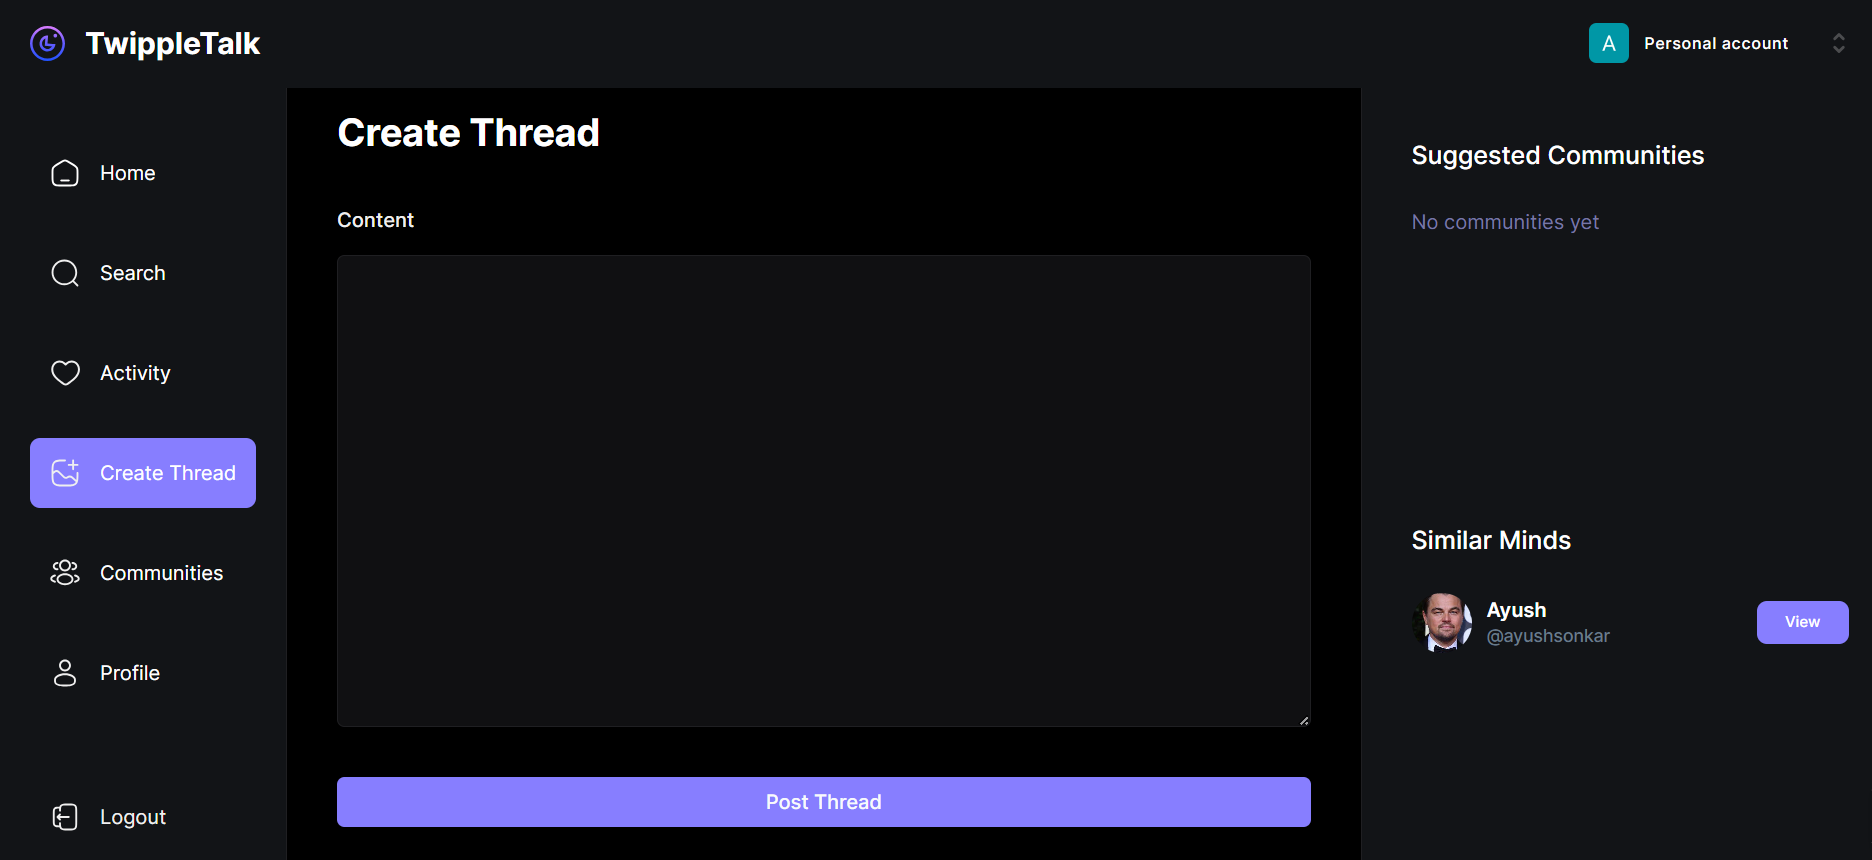 TwippleTalk
A
Personal account
Home
Search
Activity
Create Thread
Communities
Profile
Logout
Create Thread
Content
Post Thread
Suggested Communities
No communities yet
Similar Minds
Ayush
@ayushsonkar
View